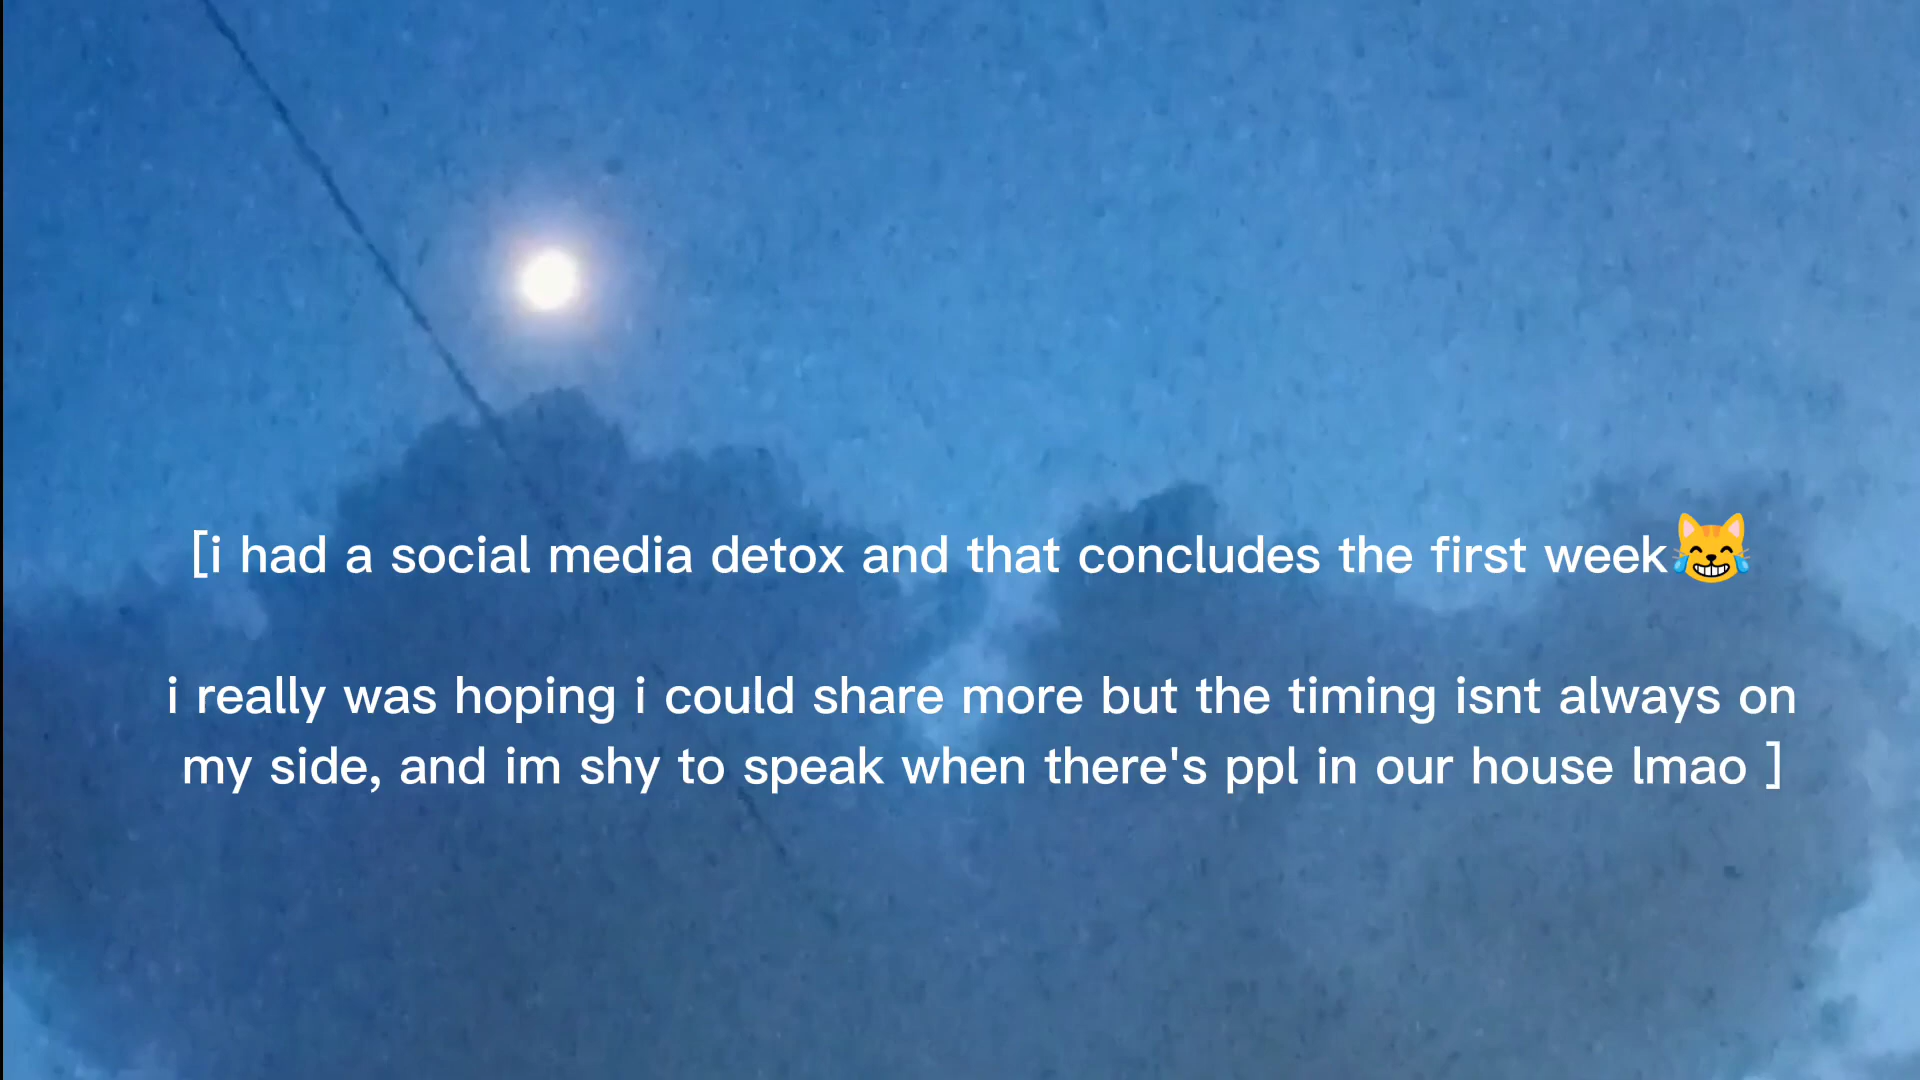 [i had a social media detox and that concludes the first week😹
i really was hoping i could share more but the timing isnt always on
my side, and im shy to speak when there's ppl in our house lmao ]